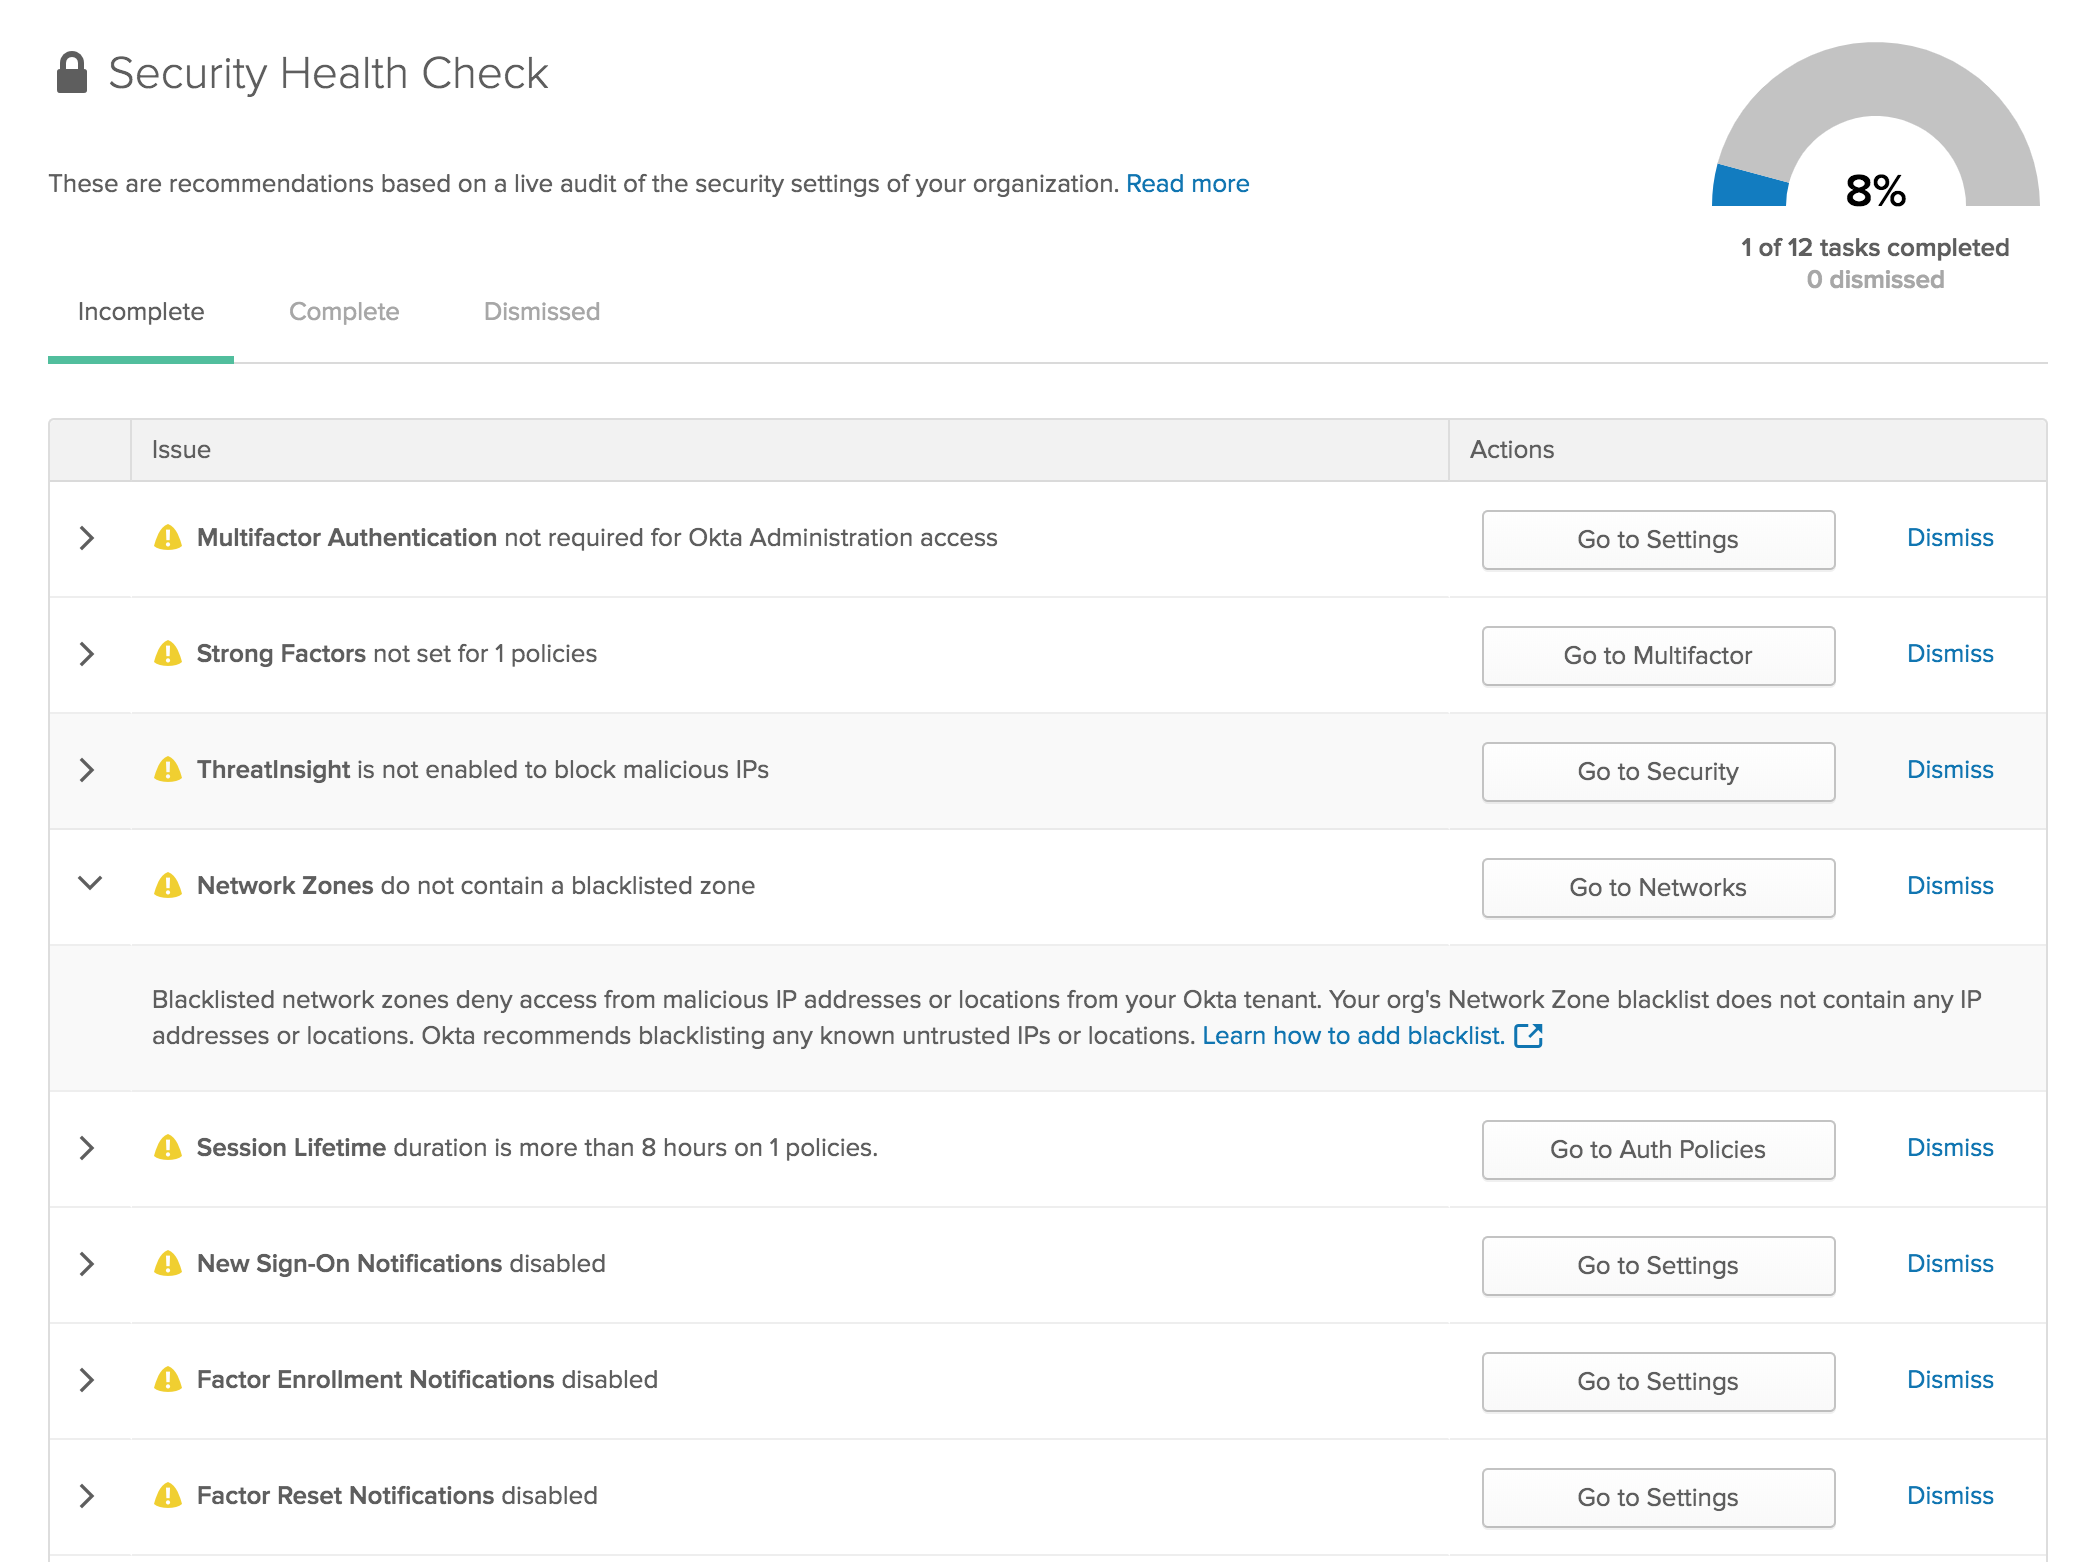 Security Health Check
These are recommendations based on a live audit of the security settings of your organization. Read more
8%
1 of 12 tasks completed
0 dismissed
Incomplete Complete Dismissed
Issue Actions
Multifactor Authentication not required for Okta Administration access Go to Settings Dismiss
Strong Factors not set for 1 policies Go to Multifactor Dismiss
ThreatInsight is not enabled to block malicious IPs Go to Security Dismiss
Network Zones do not contain a blacklisted zone Go to Networks Dismiss
Blacklisted network zones deny access from malicious IP addresses or locations from your Okta tenant. Your org's Network Zone blacklist does not contain any IP
addresses or locations. Okta recommends blacklisting any known untrusted IPs or locations. Learn how to add blacklist.
Session Lifetime duration is more than 8 hours on 1 policies. Go to Auth Policies Dismiss
New Sign-On Notifications disabled Go to Settings Dismiss
Factor Enrollment Notifications disabled Go to Settings Dismiss
Factor Reset Notifications disabled Go to Settings Dismiss